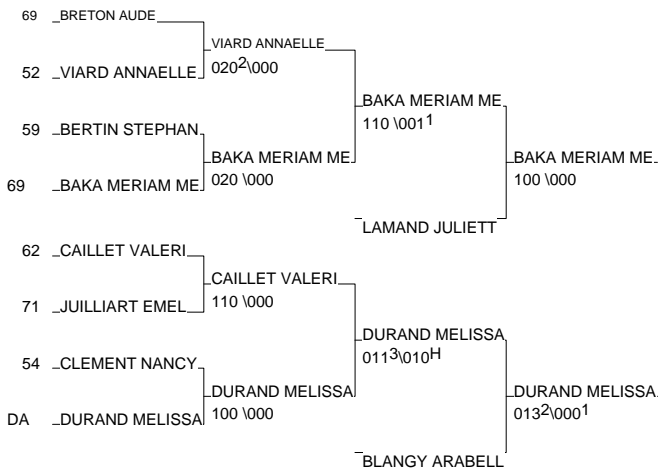 69 BRETON AUDE
VIARD ANNAELLE
52 VIARD ANNAELLE
020²\000
BAKA MERIAM ME
110 \001¹
59 BERTIN STEPHAN
BAKA MERIAM ME
020 \000
BAKA MERIAM ME
100 \000
69 BAKA MERIAM ME
LAMAND JULIETT
62 CAILLET VALERI
CAILLET VALERI
110 \000
71 JUILLIART EMEL
DURAND MELISSA
011³\010ᴴ
54 CLEMENT NANCY
DURAND MELISSA
100 \000
DURAND MELISSA
013²\000¹
DA DURAND MELISSA
BLANGY ARABELL